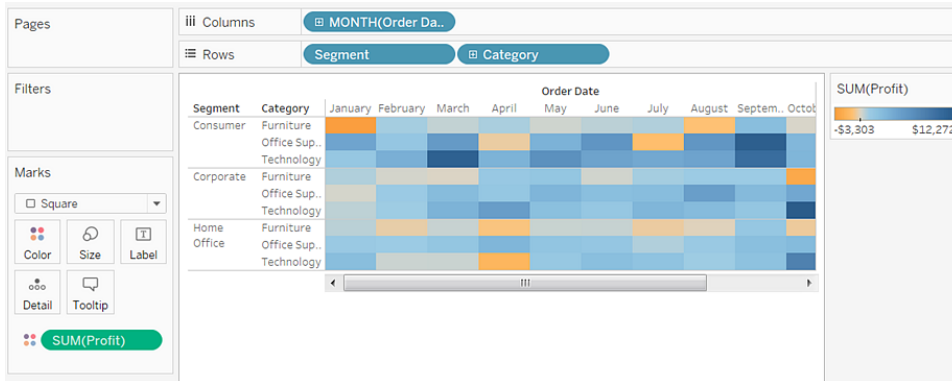 Pages
iii Columns
MONTH(Order Da..
Rows
Segment
Category
Filters
Order Date
Segment Category January February March April May June July August Septem.. Octob
Consumer Furniture
Office Sup..
Technology
Corporate Furniture
Office Sup..
Technology
Home Office Furniture
Office Sup..
Technology
Marks
Square
Color Size Label
Detail Tooltip
SUM(Profit)
SUM(Profit)
-$3,303 $12,272